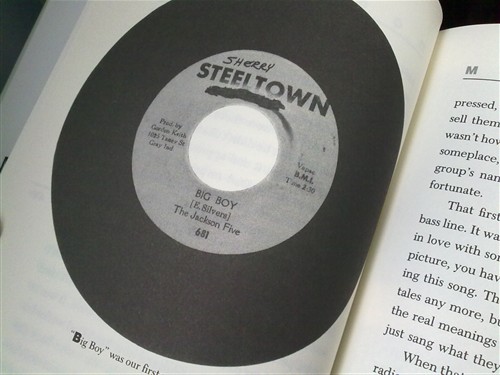 SHERRY
STEELTOWN
Prod. by
Gordon Keith
Gary Ind
Vocal
B.M.I.
Time 2:50
BIG BOY
(E. Silvers)
The Jackson Five
681
"Big Boy" was our first
M
pressed,
sell them
wasn't how
someplace,
group's nam
fortunate.
That first
bass line. It wa
in love with som
picture, you hav
ing this song. Th
tales any more, bu
the real meanings
just sang what they
When that
radi